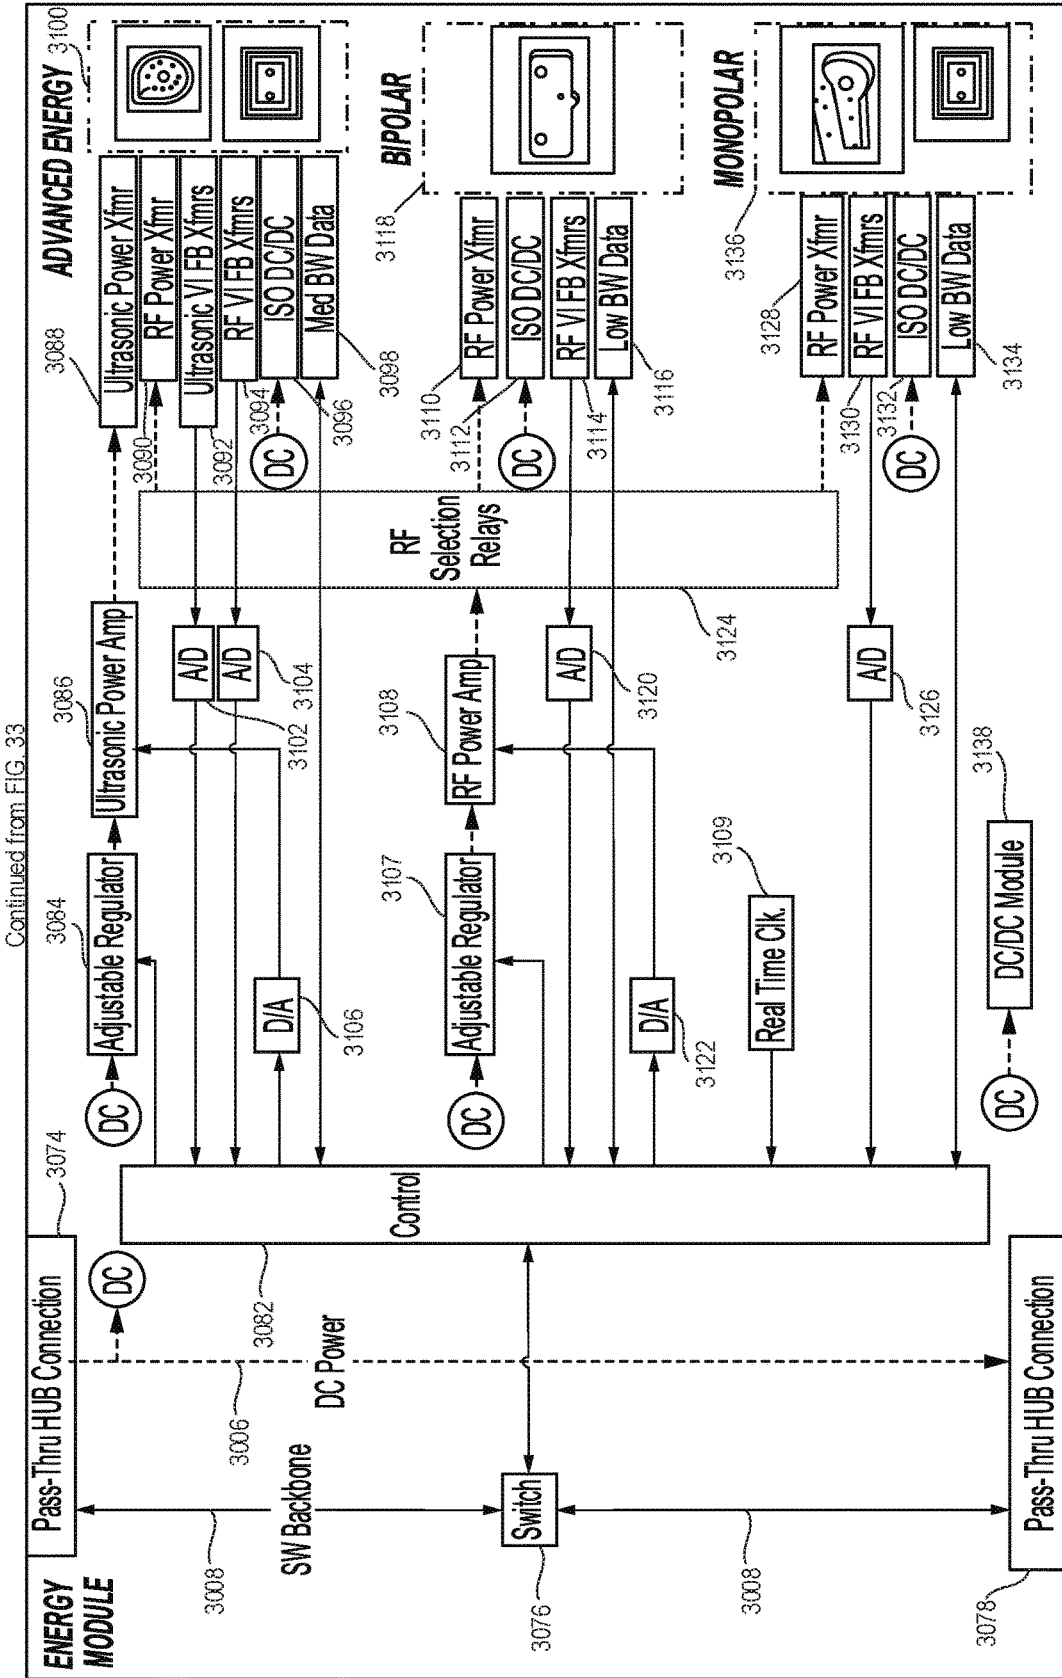 Continued from FIG. 33
ENERGY
MODULE
Pass-Thru HUB Connection
3074
3008
SW Backbone
Switch
3076
3008
Pass-Thru HUB Connection
3078
3006
DC Power
DC
Control
3082
DC
Adjustable Regulator
3084
Ultrasonic Power Amp
3086
D/A
3106
A/D
3102
A/D
3104
DC
Adjustable Regulator
3107
RF Power Amp
3108
D/A
3122
A/D
3120
Real Time Clk.
3109
A/D
3126
DC
DC/DC Module
3138
RF
Selection
Relays
3124
ADVANCED ENERGY
3100
3088
Ultrasonic Power Xfmr
3090
RF Power Xfmr
3092
Ultrasonic VI FB Xfmrs
3094
RF VI FB Xfmrs
DC
3096
ISO DC/DC
3098
Med BW Data
BIPOLAR
3118
3110
RF Power Xfmr
3112
DC
ISO DC/DC
3114
RF VI FB Xfmrs
3116
Low BW Data
MONOPOLAR
3136
3128
RF Power Xfmr
3130
RF VI FB Xfmrs
3132
DC
ISO DC/DC
3134
Low BW Data